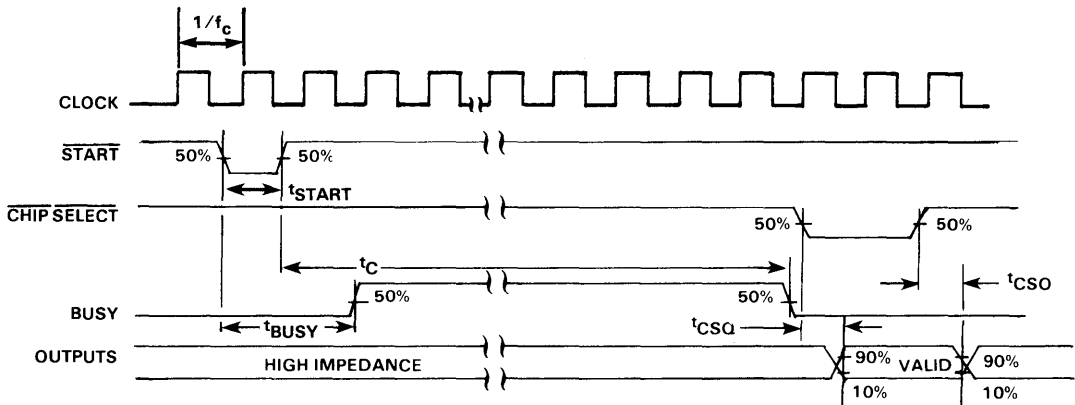 1/fc
CLOCK
START
50%
50%
tSTART
CHIP SELECT
50%
50%
tC
tCSO
BUSY
50%
50%
tBUSY
tCSO
OUTPUTS
HIGH IMPEDANCE
90%
VALID
90%
10%
10%